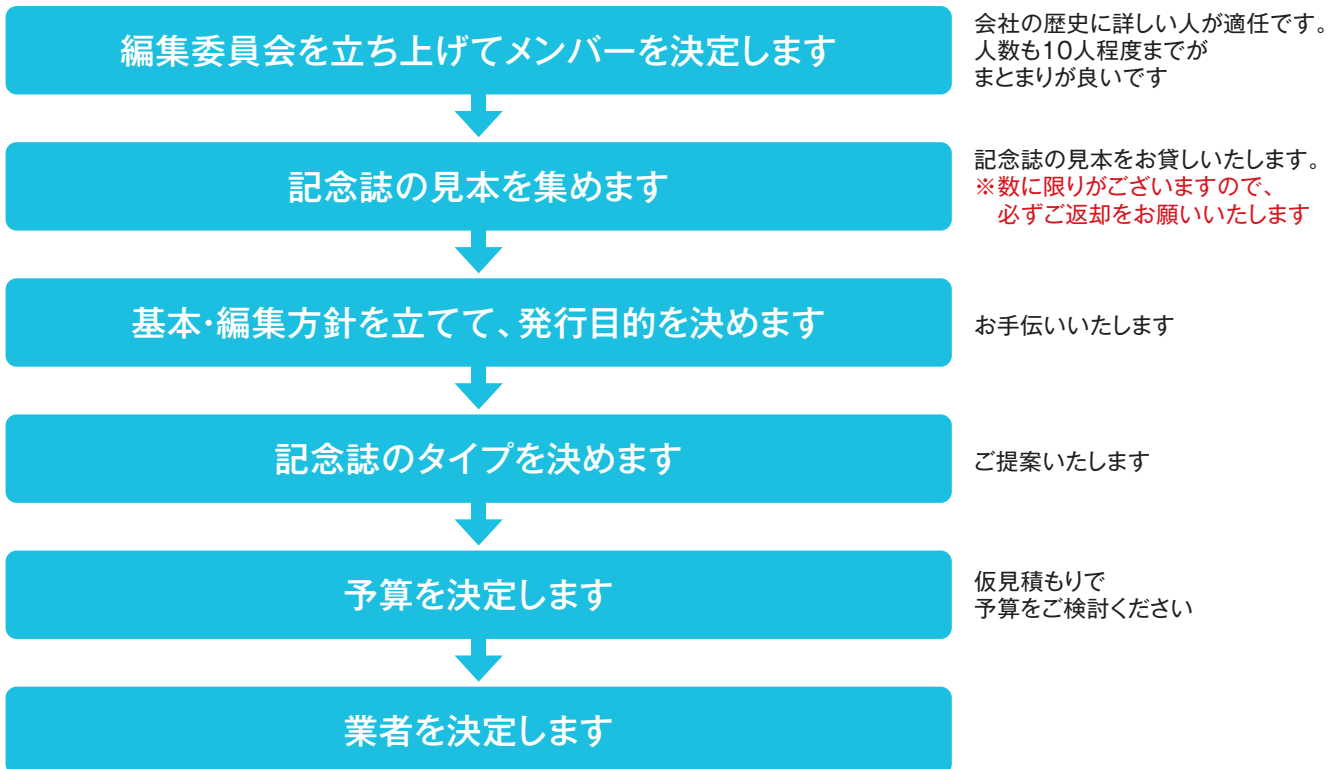 編集委員会を立ち上げてメンバーを決定します
会社の歴史に詳しい人が適任です。
人数も10人程度までが
まとまりが良いです
記念誌の見本を集めます
記念誌の見本をお貸しいたします。
※数に限りがございますので、
必ずご返却をお願いいたします
基本・編集方針を立てて、発行目的を決めます
お手伝いいたします
記念誌のタイプを決めます
ご提案いたします
予算を決定します
仮見積もりで
予算をご検討ください
業者を決定します